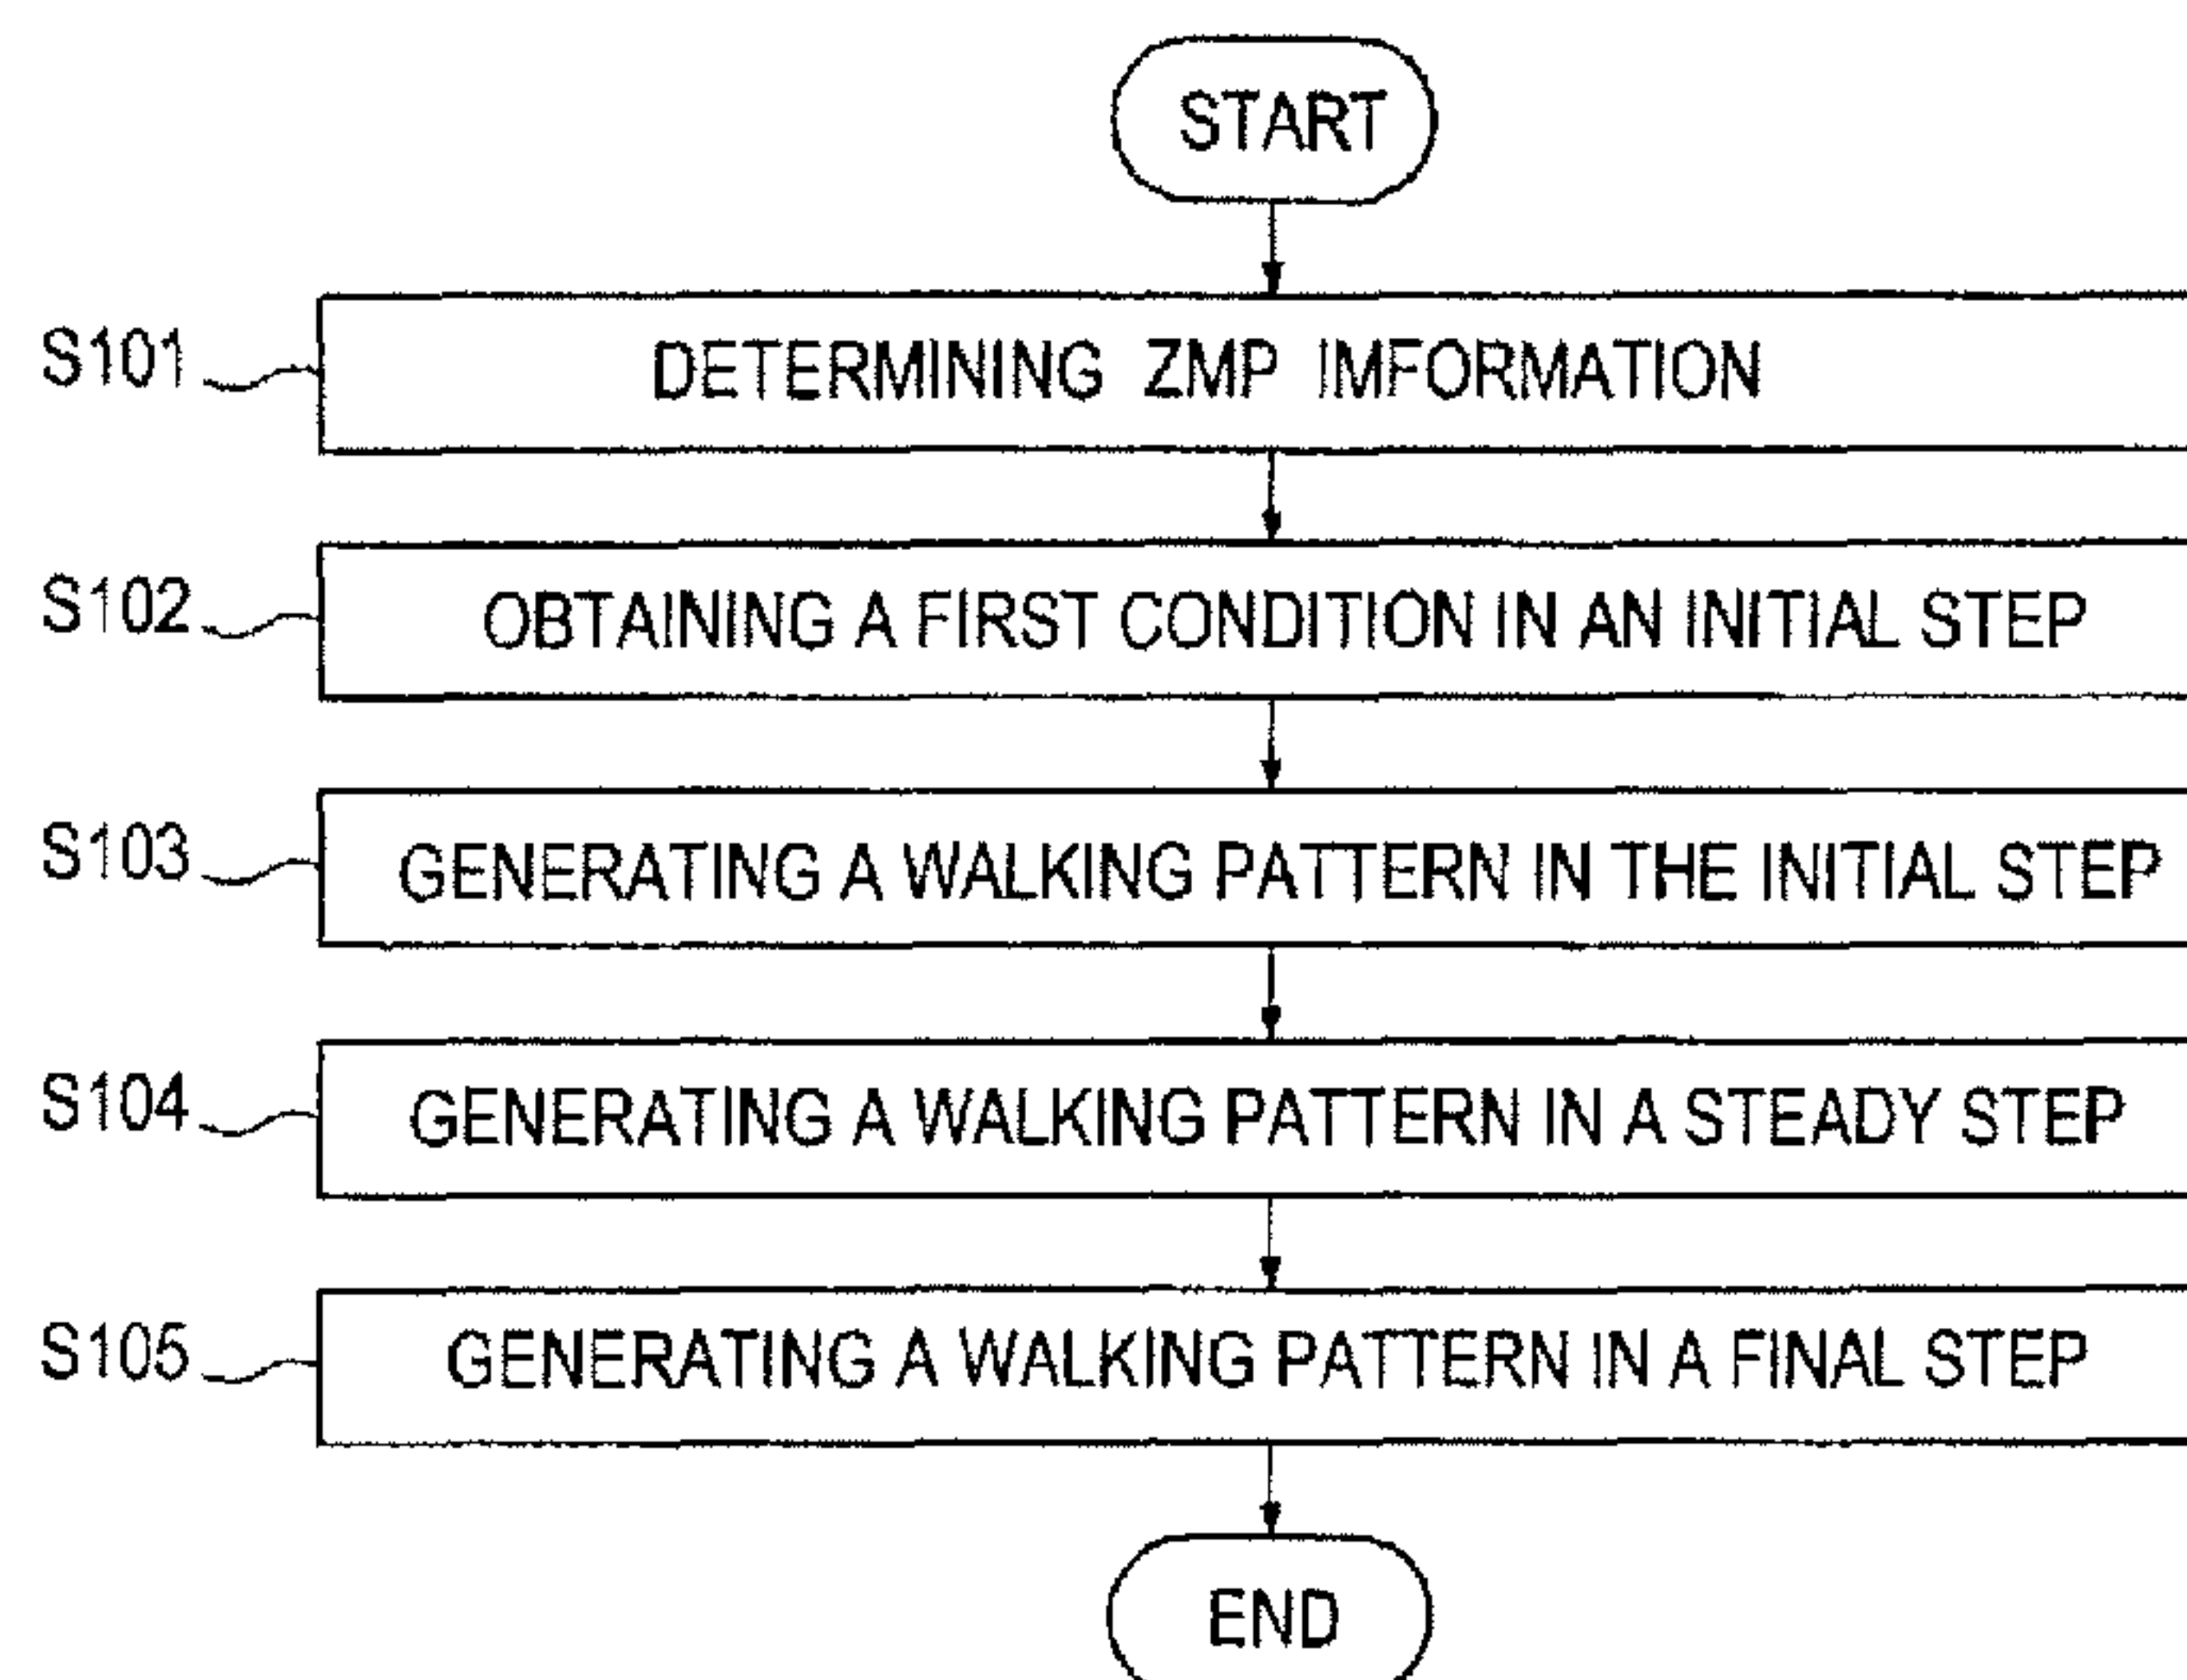 START
S101 DETERMINING ZMP IMFORMATION
S102 OBTAINING A FIRST CONDITION IN AN INITIAL STEP
S103 GENERATING A WALKING PATTERN IN THE INITIAL STEP
S104 GENERATING A WALKING PATTERN IN A STEADY STEP
S105 GENERATING A WALKING PATTERN IN A FINAL STEP
END